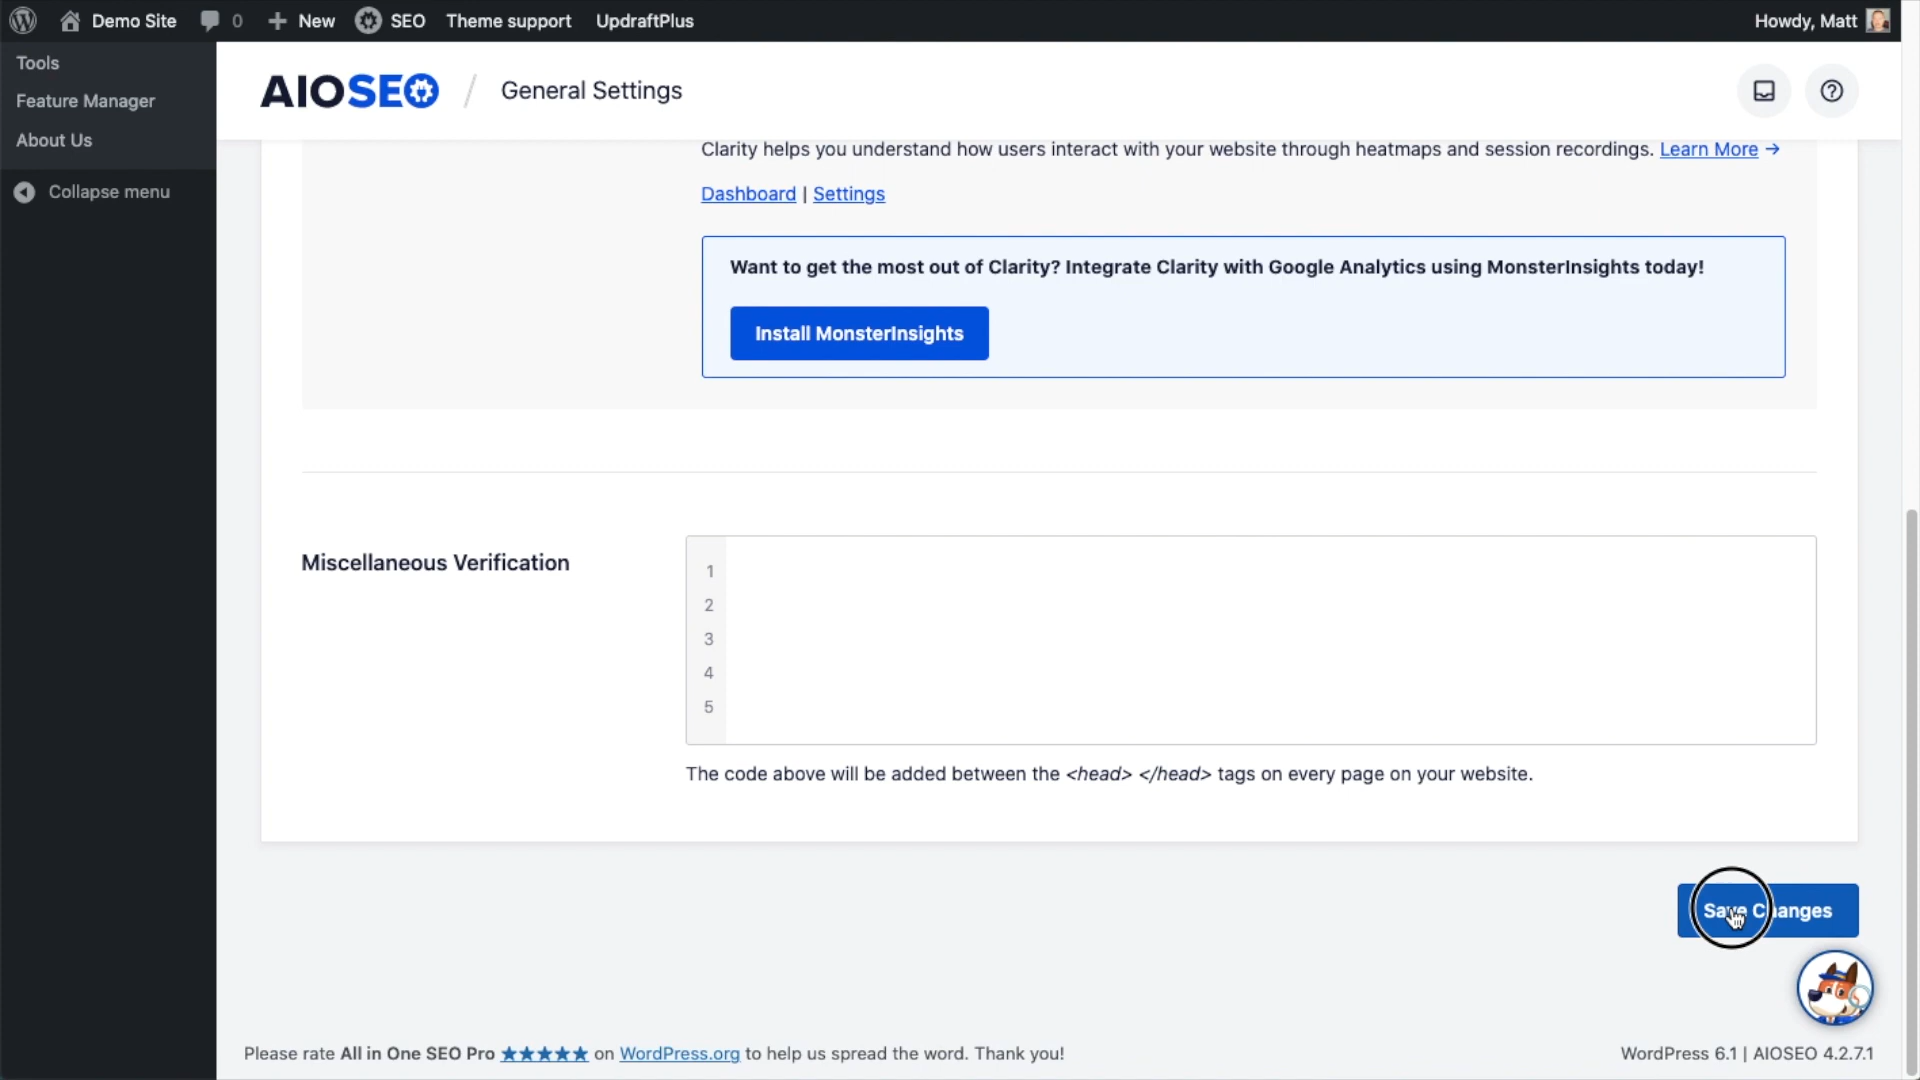 Demo Site 0 New SEO Theme support UpdraftPlus Howdy, Matt
Tools
Feature Manager
About Us
Collapse menu
AIOSEO / General Settings
Clarity helps you understand how users interact with your website through heatmaps and session recordings. Learn More →
Dashboard | Settings
Want to get the most out of Clarity? Integrate Clarity with Google Analytics using MonsterInsights today!
Install MonsterInsights
Miscellaneous Verification
1
2
3
4
5
The code above will be added between the <head> </head> tags on every page on your website.
Save Changes
Please rate All in One SEO Pro ★★★★★ on WordPress.org to help us spread the word. Thank you!
WordPress 6.1 | AIOSEO 4.2.7.1